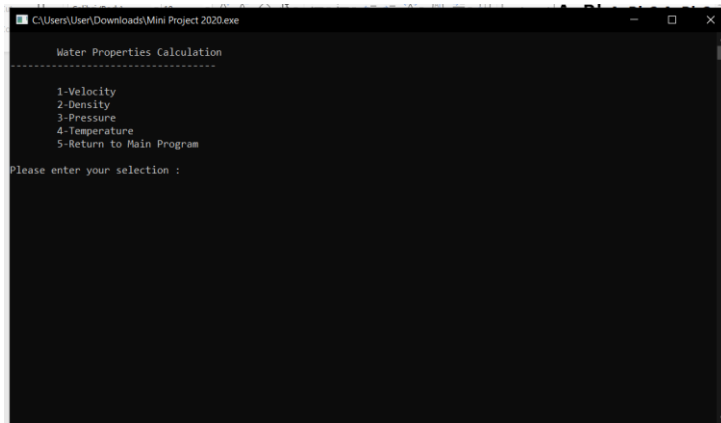 C:\Users\User\Downloads\Mini Project 2020.exe
Water Properties Calculation
-----------------------------------
1-Velocity
2-Density
3-Pressure
4-Temperature
5-Return to Main Program
Please enter your selection :